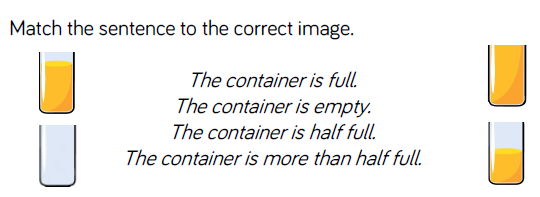 Match the sentence to the correct image.
The container is full.
The container is empty.
The container is half full.
The container is more than half full.